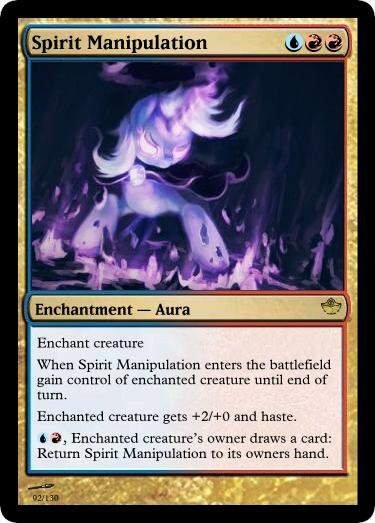 Spirit Manipulation
Enchantment — Aura
Enchant creature
When Spirit Manipulation enters the battlefield
gain control of enchanted creature until end of
turn.
Enchanted creature gets +2/+0 and haste.
, Enchanted creature's owner draws a card:
Return Spirit Manipulation to its owners hand.
92/130